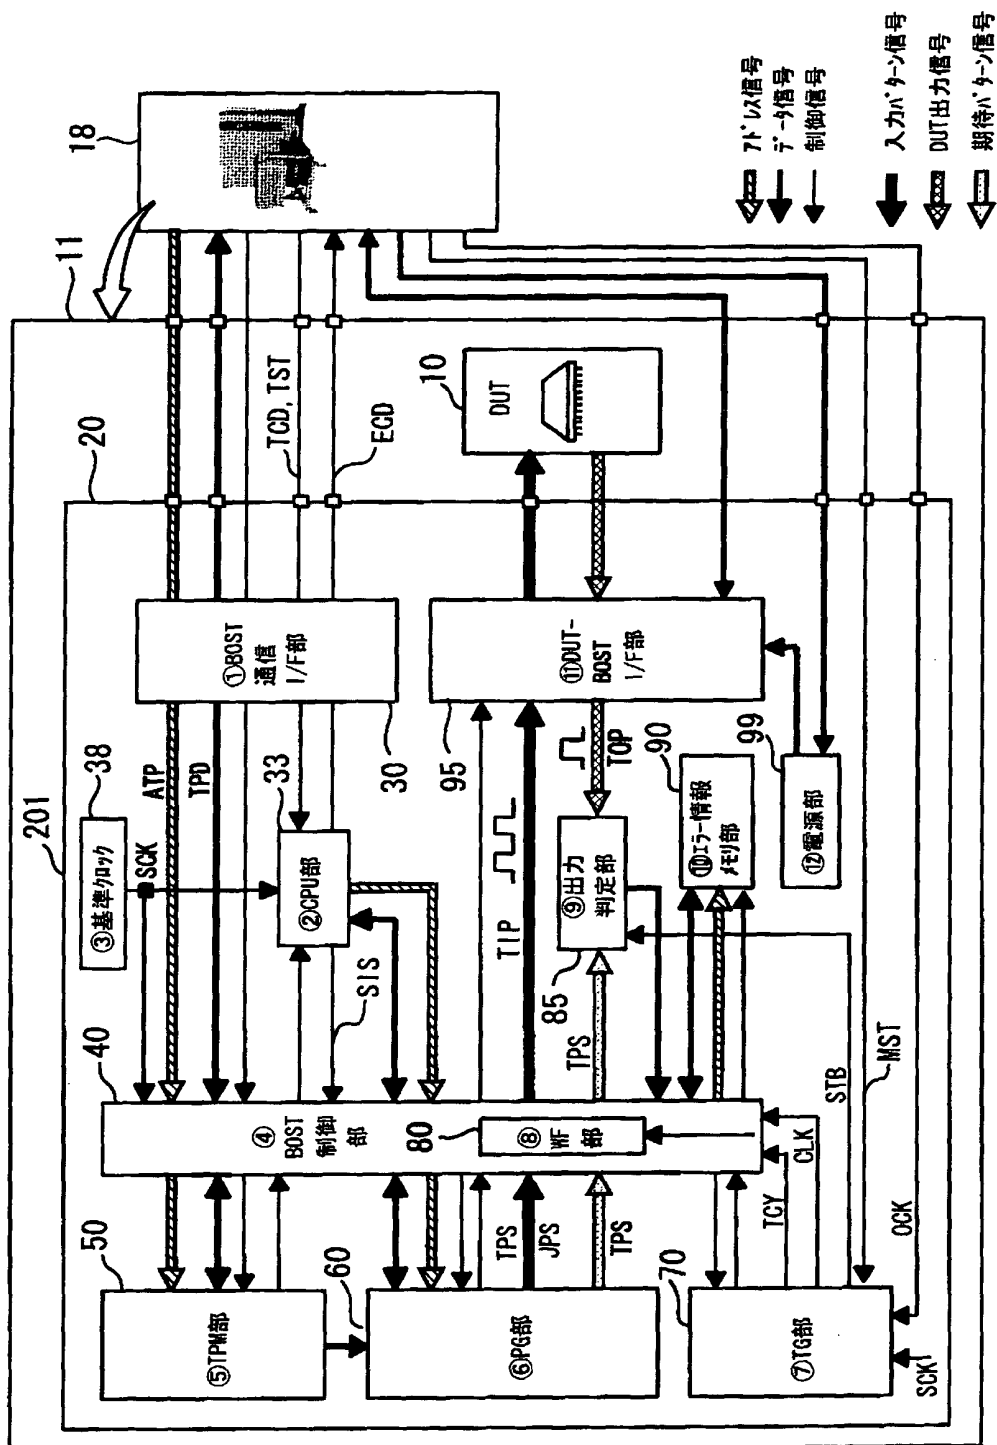 18
11
20
201
③基準クロック
38
SCK
ATP
TPD
①BOST
通信
I/F部
30
TCD, TST
ECD
33
②CPU部
SIS
40
④
BOST
制御
部
80
⑧
WF
部
50
⑤TPM部
60
⑥PG部
TPS
JPS
TPS
70
⑦TG部
SCK
TCY
CLK
STB
MST
OCK
10
DUT
95
⑪DUT-
BOST
I/F部
TIP
TOP
TPS
85
⑨出力
判定部
90
⑩エラー情報
メモリ部
99
⑫電源部
アドレス信号
データ信号
制御信号
入力パターン信号
DUT出力信号
期待パターン信号